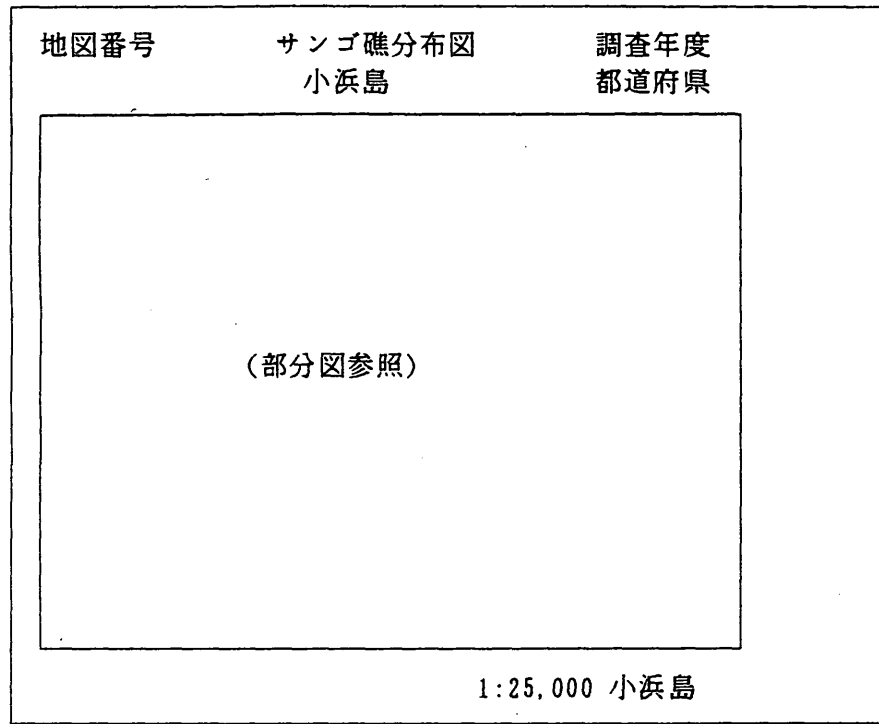 地図番号 サンゴ礁分布図 調査年度
小浜島 都道府県
(部分図参照)
1:25,000 小浜島